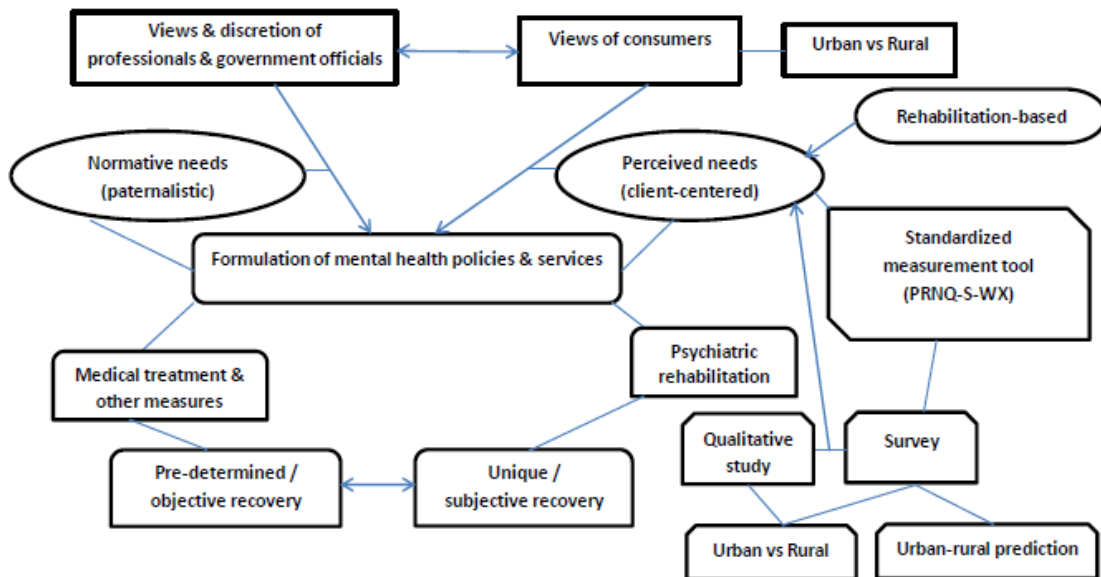 Views & discretion of
professionals & government officials
Views of consumers
Urban vs Rural
Rehabilitation-based
Normative needs
(paternalistic)
Perceived needs
(client-centered)
Standardized
measurement tool
(PRNQ-S-WX)
Formulation of mental health policies & services
Medical treatment &
other measures
Psychiatric
rehabilitation
Qualitative
study
Survey
Pre-determined /
objective recovery
Unique /
subjective recovery
Urban vs Rural
Urban-rural prediction